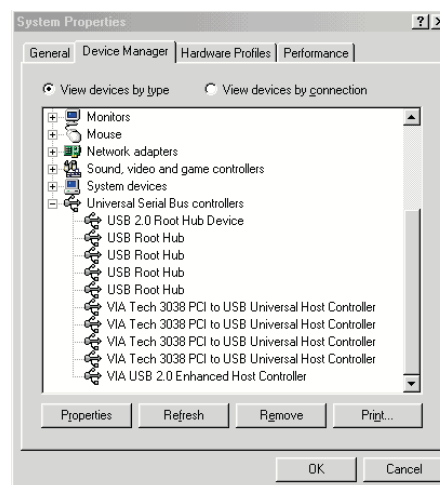 System Properties
General Device Manager Hardware Profiles Performance
View devices by type View devices by connection
Monitors
Mouse
Network adapters
Sound, video and game controllers
System devices
Universal Serial Bus controllers
USB 2.0 Root Hub Device
USB Root Hub
USB Root Hub
USB Root Hub
USB Root Hub
VIA Tech 3038 PCI to USB Universal Host Controller
VIA Tech 3038 PCI to USB Universal Host Controller
VIA Tech 3038 PCI to USB Universal Host Controller
VIA Tech 3038 PCI to USB Universal Host Controller
VIA USB 2.0 Enhanced Host Controller
Properties Refresh Remove Print...
OK Cancel